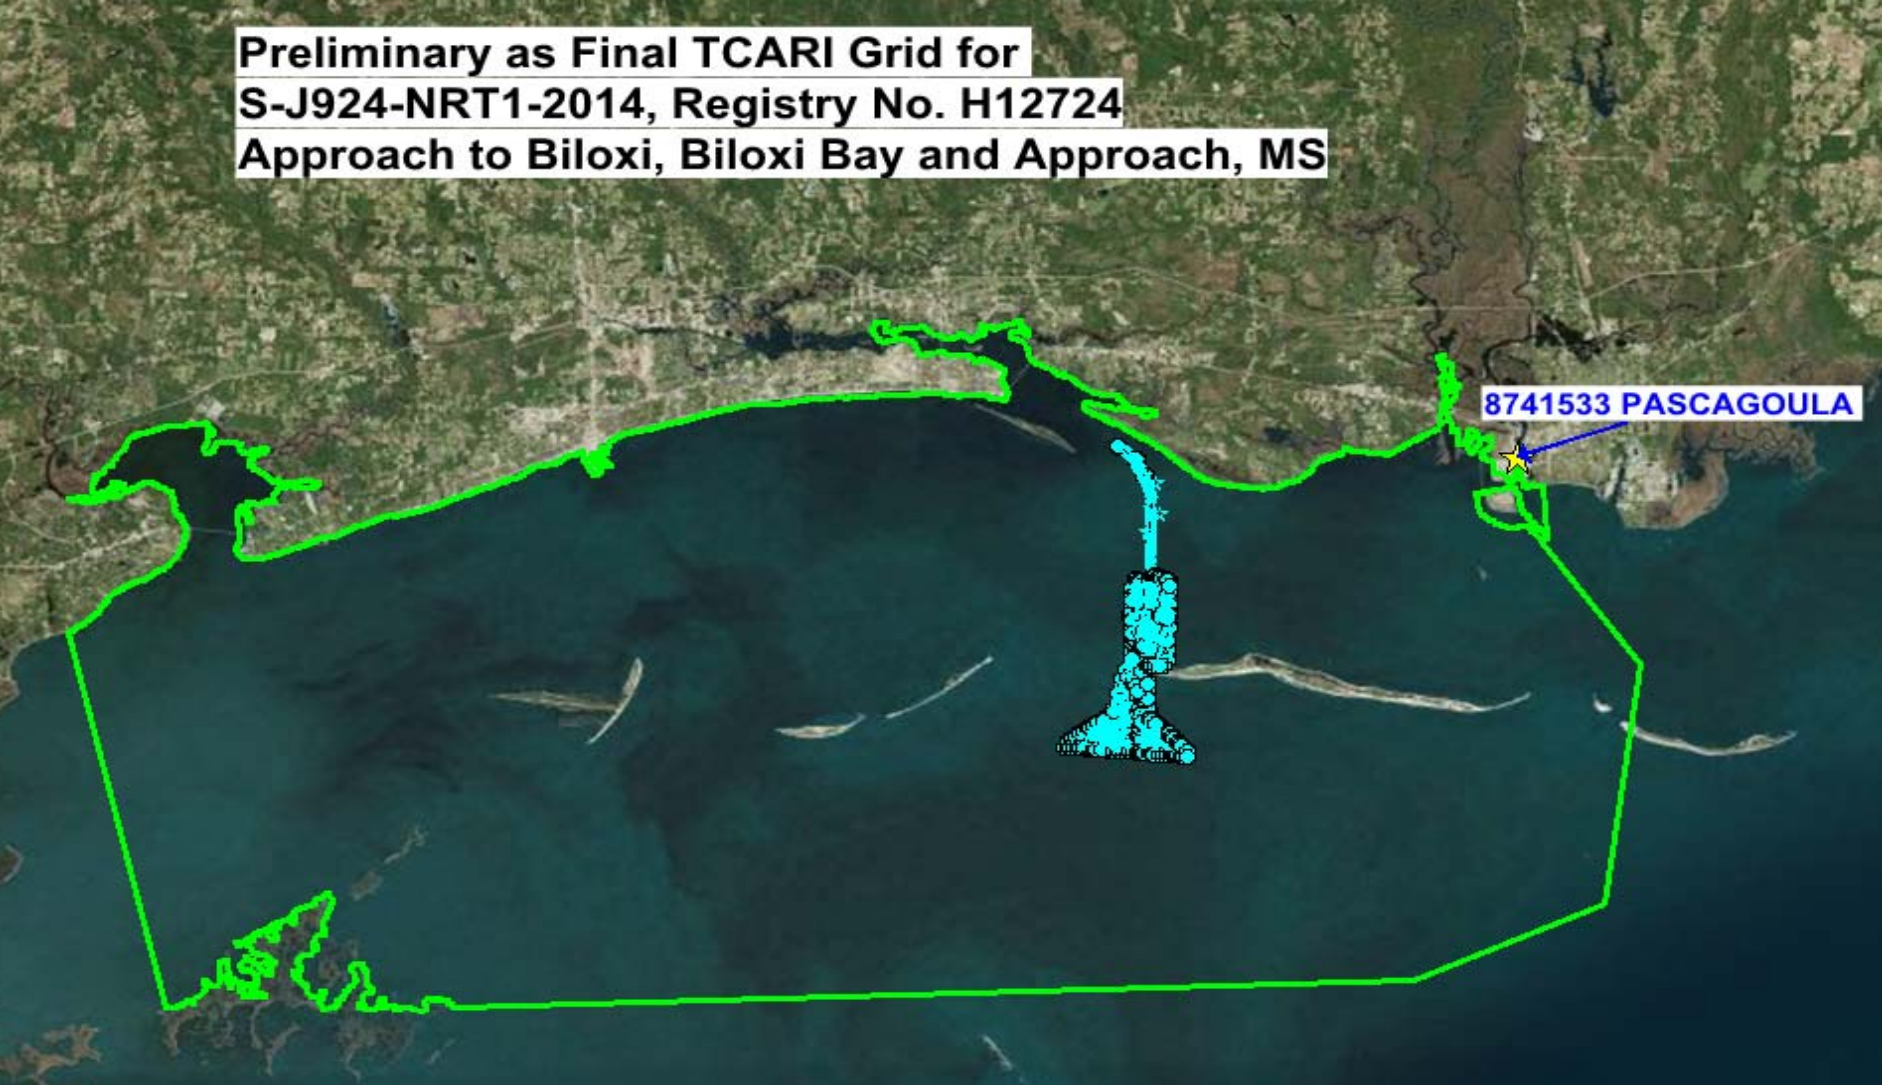 Preliminary as Final TCARI Grid for
S-J924-NRT1-2014, Registry No. H12724
Approach to Biloxi, Biloxi Bay and Approach, MS
8741533 PASCAGOULA